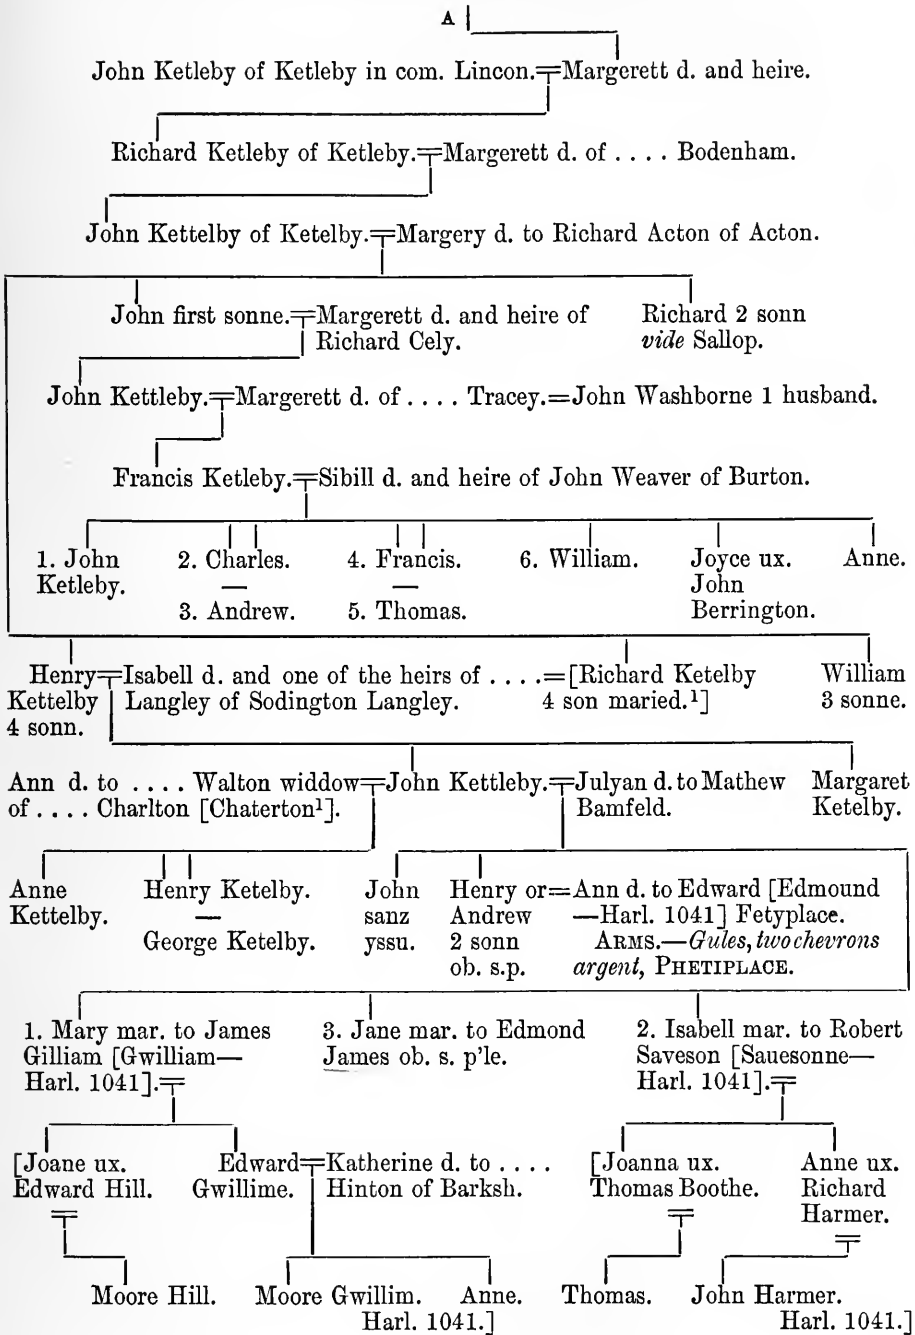 A
John Ketleby of Ketleby in com. Lincon.=Margerett d. and heire.
Richard Ketleby of Ketleby.=Margerett d. of . . . . Bodenham.
John Kettelby of Ketelby.=Margery d. to Richard Acton of Acton.
John first sonne.=Margerett d. and heire of
Richard Cely.
Richard 2 sonn
vide Sallop.
John Kettleby.=Margerett d. of . . . . Tracey.=John Washborne 1 husband.
Francis Ketleby.=Sibill d. and heire of John Weaver of Burton.
1. John
Ketleby.
2. Charles.
—
3. Andrew.
4. Francis.
—
5. Thomas.
6. William.
Joyce ux.
John
Berrington.
Anne.
Henry
Kettelby
4 sonn.
=Isabell d. and one of the heirs of . . . .
Langley of Sodington Langley.
=[Richard Ketelby
4 son maried.¹]
William
3 sonne.
Ann d. to . . . . Walton widdow
of . . . . Charlton [Chaterton¹].
=John Kettleby.=
Julyan d. to Mathew
Bamfeld.
Margaret
Ketelby.
Anne
Kettelby.
Henry Ketelby.
—
George Ketelby.
John
sanz
yssu.
Henry or
Andrew
2 sonn
ob. s.p.
=Ann d. to Edward [Edmound
—Harl. 1041] Fetyplace.
ARMS.—Gules, two chevrons
argent, PHETIPLACE.
1. Mary mar. to James
Gilliam [Gwilliam—
Harl. 1041].=
3. Jane mar. to Edmond
James ob. s. p'le.
2. Isabell mar. to Robert
Saveson [Sauesonne—
Harl. 1041].=
[Joane ux.
Edward Hill.
=
Edward
Gwillime.
=Katherine d. to . . . .
Hinton of Barksh.
[Joanna ux.
Thomas Boothe.
=
Anne ux.
Richard
Harmer.
=
Moore Hill.
Moore Gwillim.
Anne.
Harl. 1041.]
Thomas.
John Harmer.
Harl. 1041.]